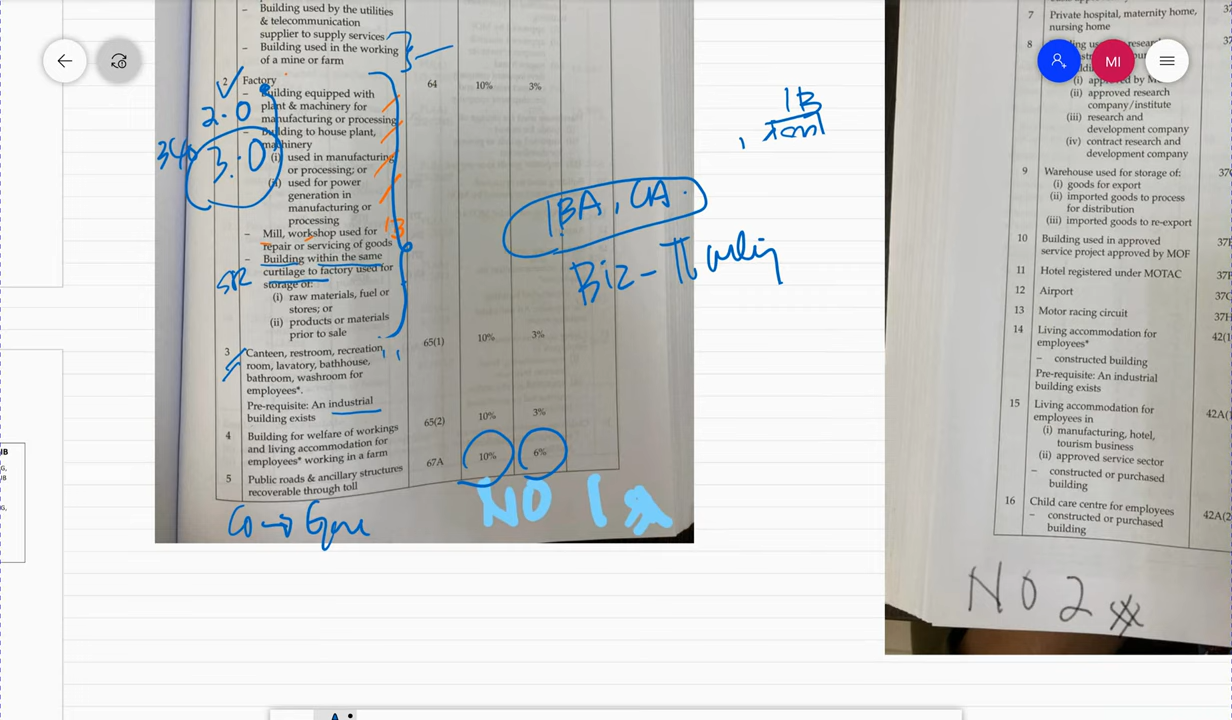 – Building used by the utilities
& telecommunication
supplier to supply services
– Building used in the working
of a mine or farm
2 Factory 64 10% 3%
– Building equipped with
plant & machinery for
manufacturing or processing
– Building to house plant,
machinery
(i) used in manufacturing
or processing; or
(ii) used for power
generation in
manufacturing or
processing
– Mill, workshop used for
repair or servicing of goods
– Building within the same
curtilage to factory used for
storage of:
(i) raw materials, fuel or
stores; or
(ii) products or materials
prior to sale
3 Canteen, restroom, recreation 65(1) 10% 3%
room, lavatory, bathhouse,
bathroom, washroom for
employees*.
Pre-requisite: An industrial
building exists
4 Building for welfare of workings 65(2) 10% 3%
and living accommodation for
employees* working in a farm
5 Public roads & ancillary structures 67A 10% 6%
recoverable through toll
2.0
3.0
IB
IBA, CA.
Biz –
NO 1
MI
7 Private hospital, maternity home,
nursing home
8
(i) approved by
(ii) approved research
company/institute
(iii) research and
development company
(iv) contract research and
development company
9 Warehouse used for storage of:
(i) goods for export
(ii) imported goods to process
for distribution
(iii) imported goods to re-export
10 Building used in approved
service project approved by MOF
11 Hotel registered under MOTAC
12 Airport
13 Motor racing circuit 37H
14 Living accommodation for
employees*
– constructed building
Pre-requisite: An industrial
building exists
15 Living accommodation for
employees in
(i) manufacturing, hotel,
tourism business
(ii) approved service sector
– constructed or purchased
building
16 Child care centre for employees 42A(2
– constructed or purchased
building
NO 2